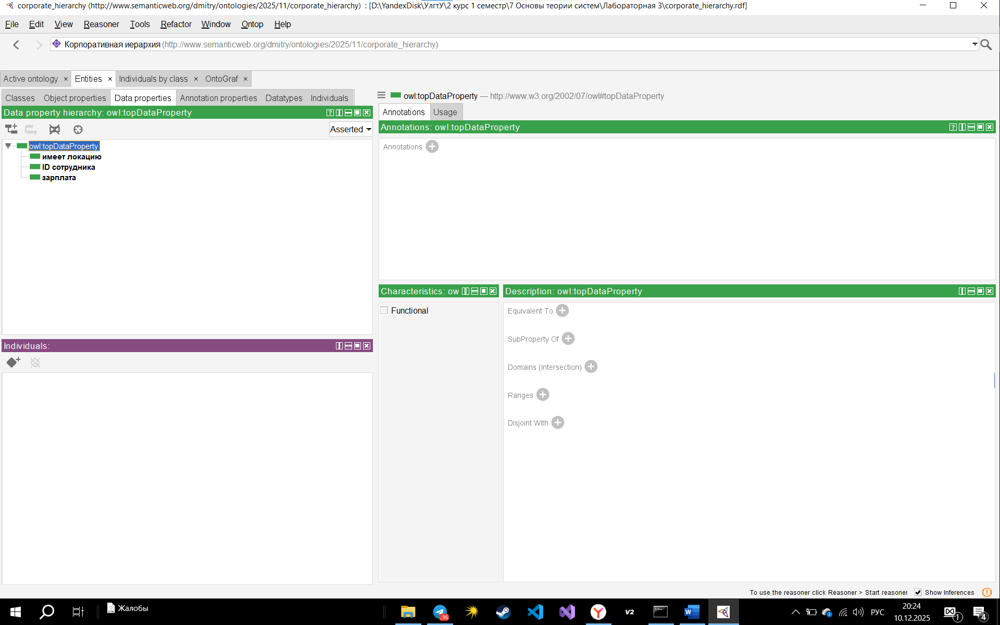 corporate_hierarchy (http://www.semanticweb.org/dmitry/ontologies/2025/11/corporate_hierarchy) : [D:\YandexDisk\УлгтУ\2 курс 1 семестр\7 Основы теории систем\Лабораторная 3\corporate_hierarchy.rdf]
File Edit View Reasoner Tools Refactor Window Ontop Help
Корпоративная иерархия (http://www.semanticweb.org/dmitry/ontologies/2025/11/corporate_hierarchy)
Active ontology × Entities × Individuals by class × OntoGraf ×
Classes Object properties Data properties Annotation properties Datatypes Individuals
Data property hierarchy: owl:topDataProperty
Asserted
owl:topDataProperty
имеет локацию
ID сотрудника
зарплата
Individuals:
owl:topDataProperty — http://www.w3.org/2002/07/owl#topDataProperty
Annotations Usage
Annotations: owl:topDataProperty
Annotations
Characteristics: ow
Functional
Description: owl:topDataProperty
Equivalent To
SubProperty Of
Domains (intersection)
Ranges
Disjoint With
To use the reasoner click Reasoner > Start reasoner Show Inferences
Жалобы
96
V2
РУС
20:24
10.12.2025
1
4